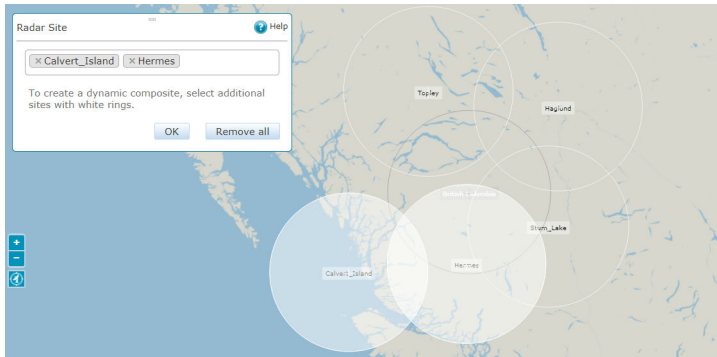 Radar Site
Help
× Calvert_Island × Hermes
To create a dynamic composite, select additional
sites with white rings.
OK Remove all
Topley
Haglund
Stum_Lake
Hermes
Calvert_Island
+
−